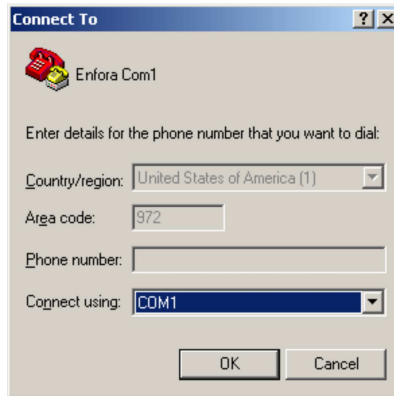 Connect To
Enfora Com1
Enter details for the phone number that you want to dial:
Country/region: United States of America (1)
Area code: 972
Phone number:
Connect using: COM1
OK Cancel